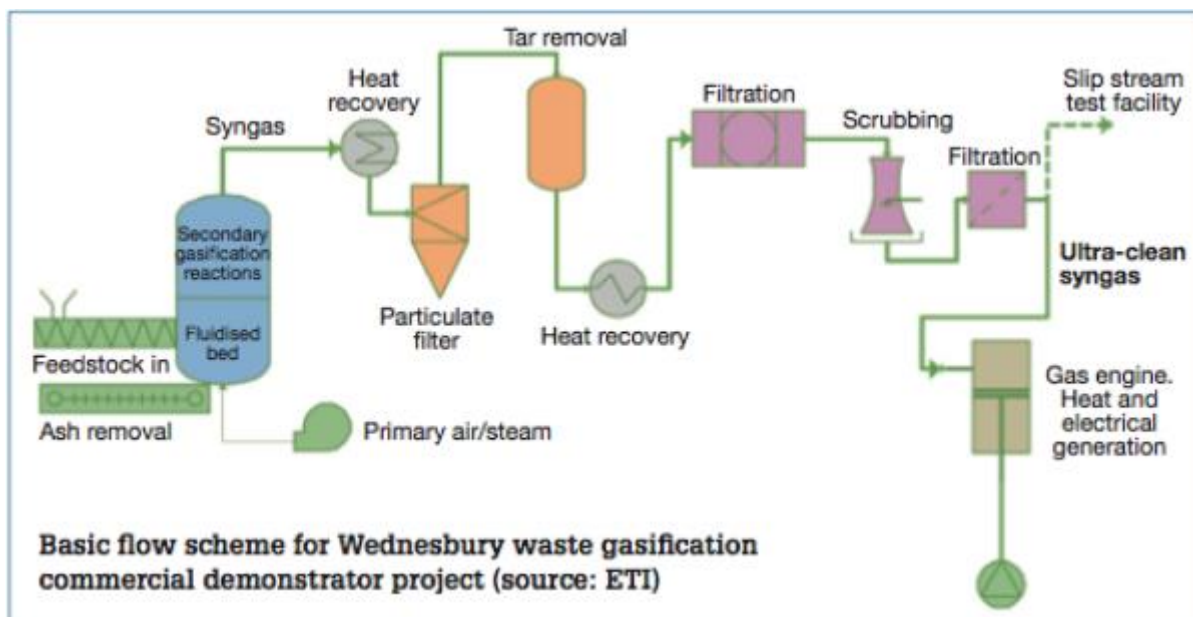 Tar removal
Heat
recovery
Syngas
Filtration
Slip stream
test facility
Scrubbing
Filtration
Secondary
gasification
reactions
Fluidised
bed
Feedstock in
Ash removal
Primary air/steam
Particulate
filter
Heat recovery
Ultra-clean
syngas
Gas engine.
Heat and
electrical
generation
Basic flow scheme for Wednesbury waste gasification
commercial demonstrator project (source: ETI)